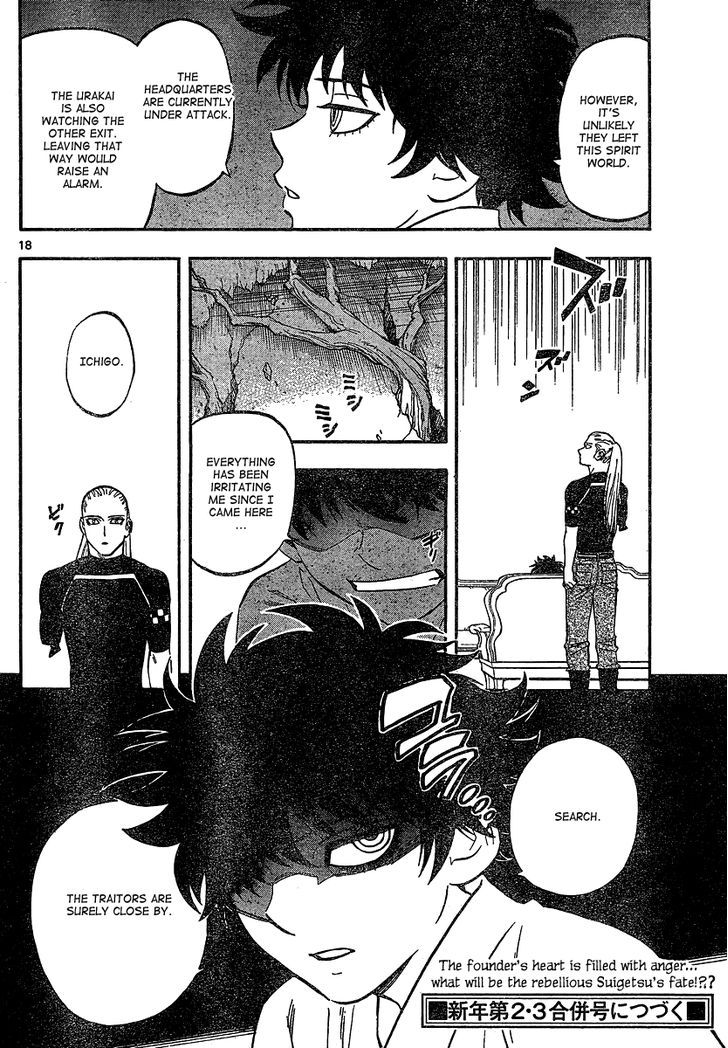 HOWEVER,
IT'S
UNLIKELY
THEY LEFT
THIS SPIRIT
WORLD.
THE
HEADQUARTERS
ARE CURRENTLY
UNDER ATTACK.
THE URAKAI
IS ALSO
WATCHING THE
OTHER EXIT.
LEAVING THAT
WAY WOULD
RAISE AN
ALARM.
18
ズ
ズ
ン
ミシ
ミシ
EVERYTHING
HAS BEEN
IRRITATING
ME SINCE I
CAME HERE
...
ギ
ICHIGO.
ビク
ゴゴ
SEARCH.
THE TRAITORS ARE
SURELY CLOSE BY.
The founder's heart is filled with anger...
what will be the rebellious Suigetsu's fate!??
■新年第2・3合併号につづく■